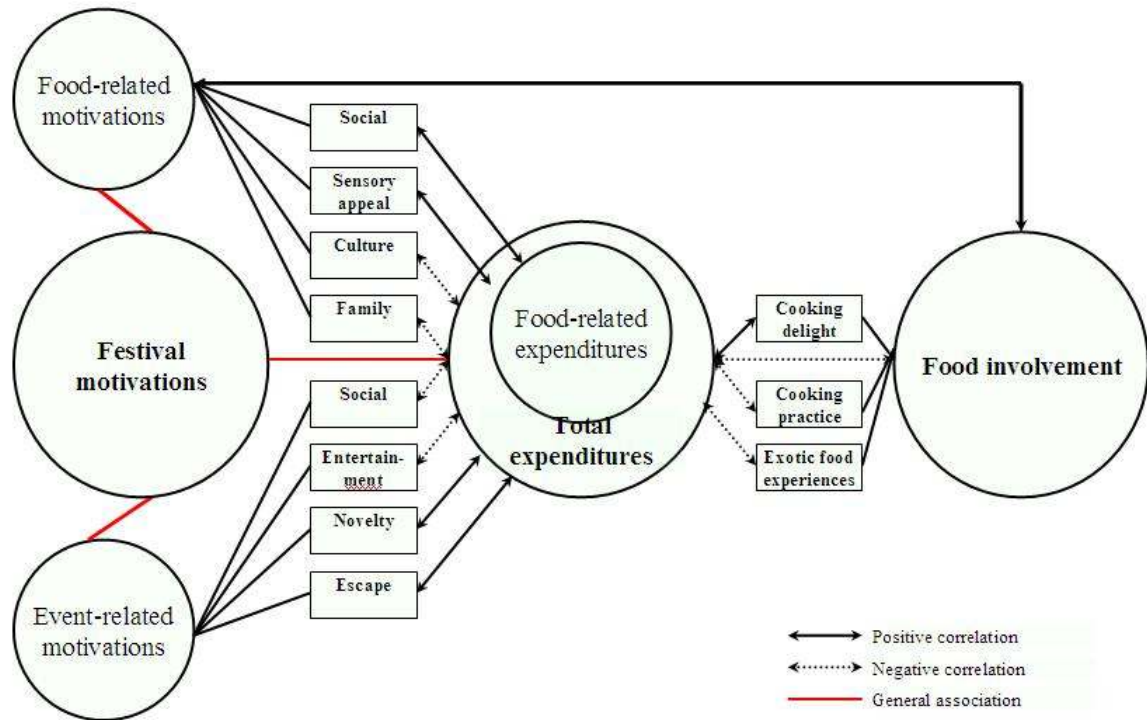 Food-related
motivations
Social
Sensory
appeal
Culture
Family
Festival
motivations
Social
Entertain-
ment
Novelty
Escape
Event-related
motivations
Food-related
expenditures
Total
expenditures
Cooking
delight
Cooking
practice
Exotic food
experiences
Food involvement
Positive correlation
Negative correlation
General association